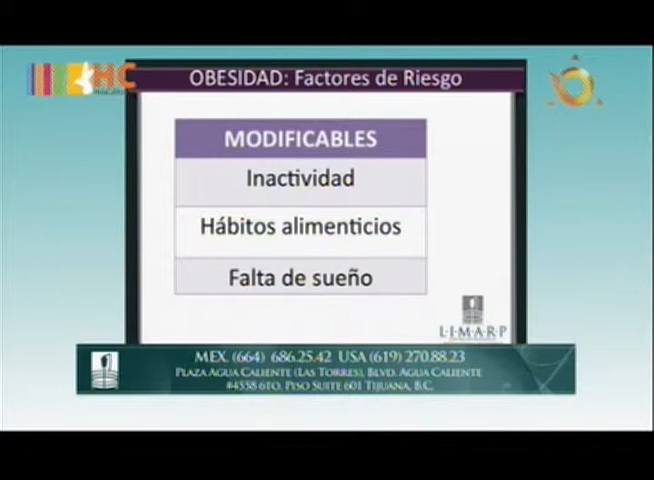 HC
OBESIDAD: Factores de Riesgo
MODIFICABLES
Inactividad
Hábitos alimenticios
Falta de sueño
L·I·M·A·R·P
MEX. (664) 686.25.42 USA (619) 270.88.23
PLAZA AGUA CALIENTE (LAS TORRES), BLVD. AGUA CALIENTE
#4558 6TO. PISO SUITE 601 TIJUANA, B.C.